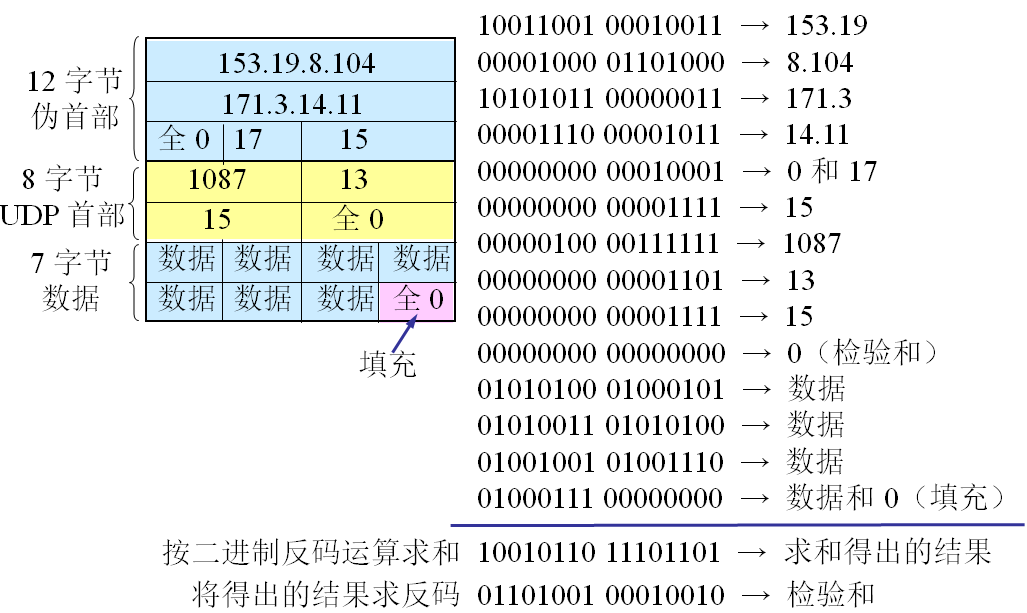 12 字节
伪首部
153.19.8.104
171.3.14.11
全 0 17 15
8 字节
UDP 首部
1087 13
15 全 0
7 字节
数据
数据 数据 数据 数据
数据 数据 数据 全 0
填充
10011001 00010011 → 153.19
00001000 01101000 → 8.104
10101011 00000011 → 171.3
00001110 00001011 → 14.11
00000000 00010001 → 0 和 17
00000000 00001111 → 15
00000100 00111111 → 1087
00000000 00001101 → 13
00000000 00001111 → 15
00000000 00000000 → 0（检验和）
01010100 01000101 → 数据
01010011 01010100 → 数据
01001001 01001110 → 数据
01000111 00000000 → 数据和 0（填充）
按二进制反码运算求和 10010110 11101101 → 求和得出的结果
将得出的结果求反码 01101001 00010010 → 检验和